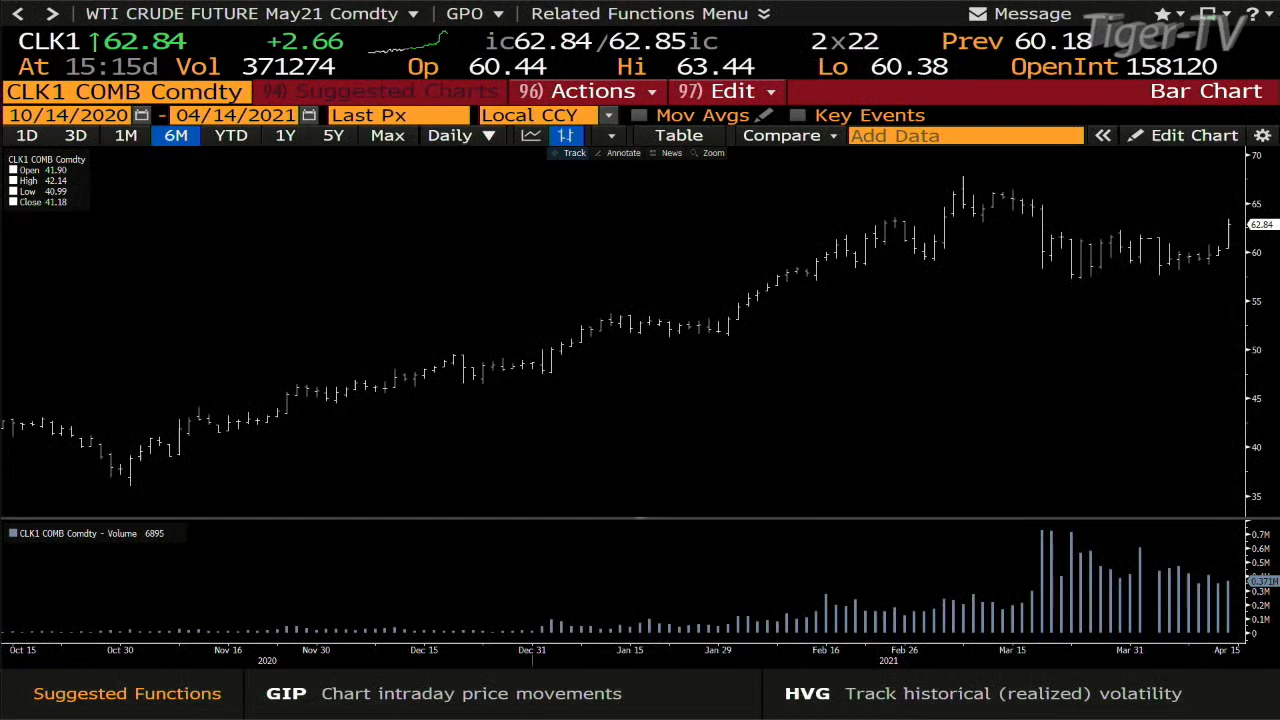 WTI CRUDE FUTURE May21 Comdty GPO Related Functions Menu Message
CLK1 ↑62.84 +2.66 ic62.84/62.85ic 2x22 Prev 60.18
Tiger-TV
At 15:15d Vol 371274 Op 60.44 Hi 63.44 Lo 60.38 OpenInt 158120
CLK1 COMB Comdty 94) Suggested Charts 96) Actions 97) Edit Bar Chart
10/14/2020 - 04/14/2021 Last Px Local CCY Mov Avgs Key Events
1D 3D 1M 6M YTD 1Y 5Y Max Daily ▼ Table Compare Add Data « Edit Chart
Track Annotate News Zoom
CLK1 COMB Comdty
Open 41.90
High 42.14
Low 40.99
Close 41.18
70
65
62.84
60
55
50
45
40
35
CLK1 COMB Comdty - Volume 6895
0.7M
0.6M
0.5M
0.371M
0.3M
0.2M
0.1M
0
Oct 15 Oct 30 Nov 16 Nov 30 Dec 15 Dec 31 Jan 15 Jan 29 Feb 16 Feb 26 Mar 15 Mar 31 Apr 15
2020 2021
Suggested Functions GIP Chart intraday price movements HVG Track historical (realized) volatility